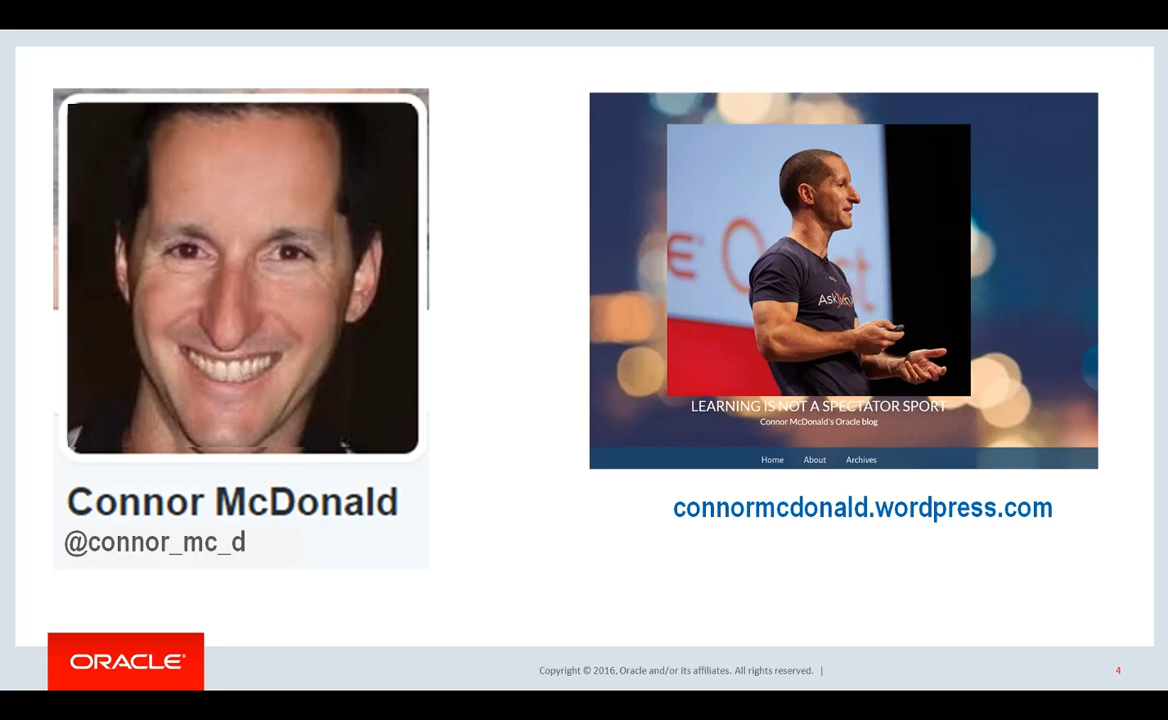 Connor McDonald
@connor_mc_d
LEARNING IS NOT A SPECTATOR SPORT
Connor McDonald's Oracle blog
Home About Archives
connormcdonald.wordpress.com
ORACLE®
Copyright © 2016, Oracle and/or its affiliates. All rights reserved. |
4